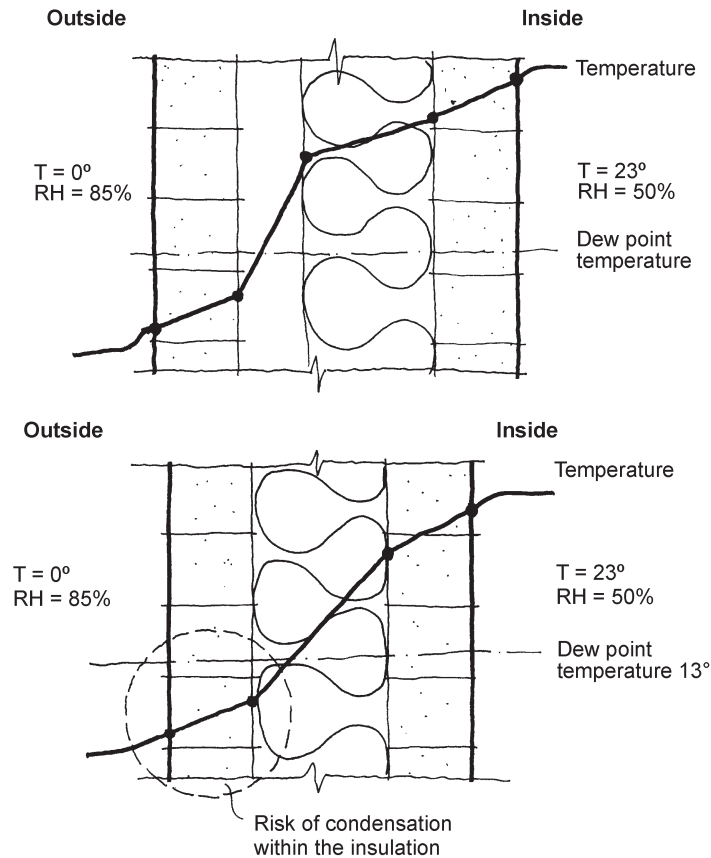 Outside
Inside
Temperature
T = 0º
RH = 85%
T = 23º
RH = 50%
Dew point
temperature
Outside
Inside
Temperature
T = 0º
RH = 85%
T = 23º
RH = 50%
Dew point
temperature 13°
Risk of condensation
within the insulation